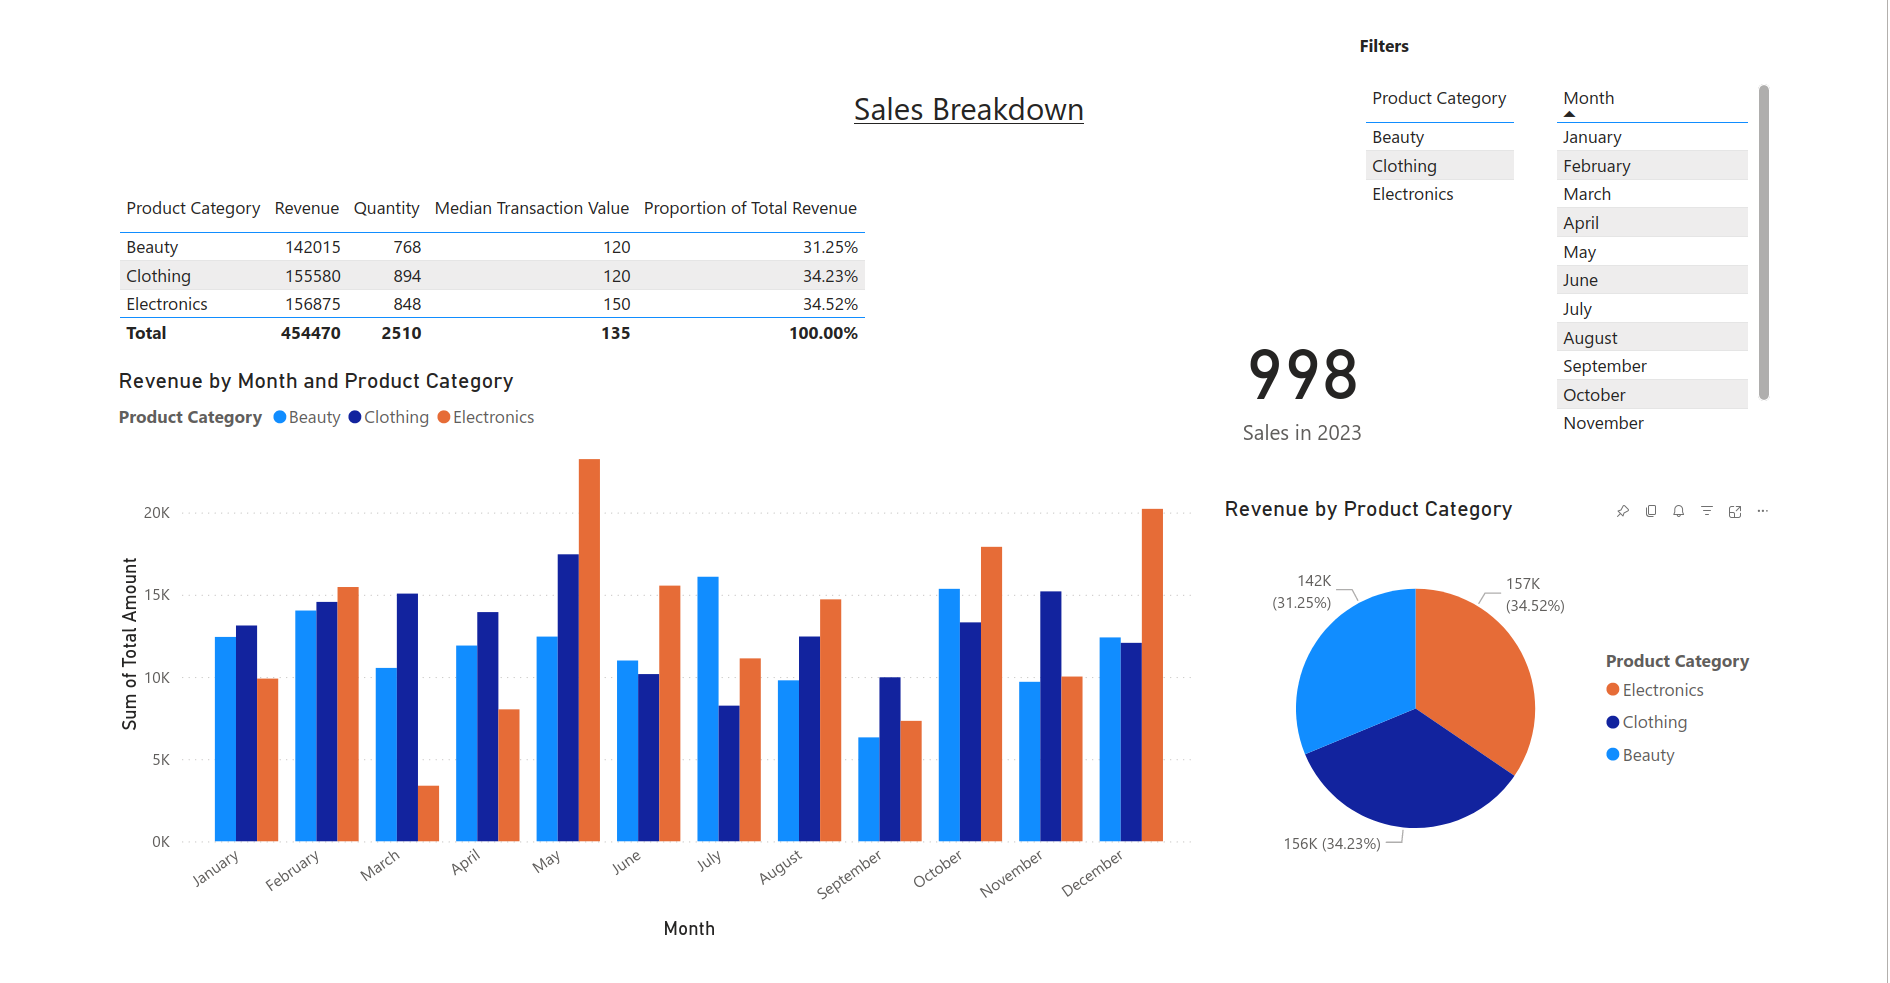 Filters
Sales Breakdown
Product Category
Beauty
Clothing
Electronics
Month
January
February
March
April
May
June
July
August
September
October
November
Product Category Revenue Quantity Median Transaction Value Proportion of Total Revenue
Beauty 142015 768 120 31.25%
Clothing 155580 894 120 34.23%
Electronics 156875 848 150 34.52%
Total 454470 2510 135 100.00%
998
Sales in 2023
Revenue by Month and Product Category
Product Category Beauty Clothing Electronics
Sum of Total Amount
20K
15K
10K
5K
0K
January February March April May June July August September October November December
Month
Revenue by Product Category
142K
(31.25%)
157K
(34.52%)
156K (34.23%)
Product Category
Electronics
Clothing
Beauty